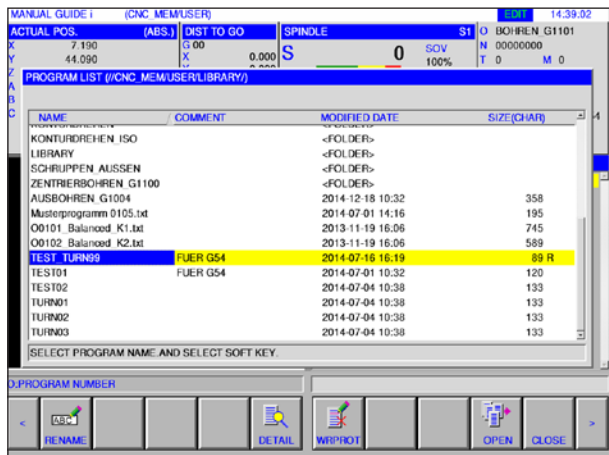 MANUAL GUIDE i (CNC_MEM/USER) EDIT 14:39:02
ACTUAL POS. (ABS.) DIST TO GO SPINDLE S1 O BOHREN_G1101
X 7.190 G 00 S 0 SOV 100% N 00000000
Y 44.090 X 0.000 T 0 M 0
Z
A
B
C
PROGRAM LIST (//CNC_MEM/USER/LIBRARY/)
NAME COMMENT MODIFIED DATE SIZE(CHAR)
KONTURDREHEN_ISO <FOLDER>
LIBRARY <FOLDER>
SCHRUPPEN_AUSSEN <FOLDER>
ZENTRIERBOHREN_G1100 <FOLDER>
AUSBOHREN_G1004 2014-12-18 10:32 358
Musterprogramm 0105.txt 2014-07-01 14:16 195
O0101_Balanced_K1.txt 2013-11-19 16:06 745
O0102_Balanced_K2.txt 2013-11-19 16:06 589
TEST_TURN99 FUER G54 2014-07-16 16:19 89 R
TEST01 FUER G54 2014-07-01 10:32 120
TEST02 2014-07-04 10:38 133
TURN01 2014-07-04 10:38 133
TURN02 2014-07-04 10:38 133
TURN03 2014-07-04 10:38 133
SELECT PROGRAM NAME.AND SELECT SOFT KEY.
O:PROGRAM NUMBER
< ABC RENAME DETAIL WRPROT OPEN CLOSE >